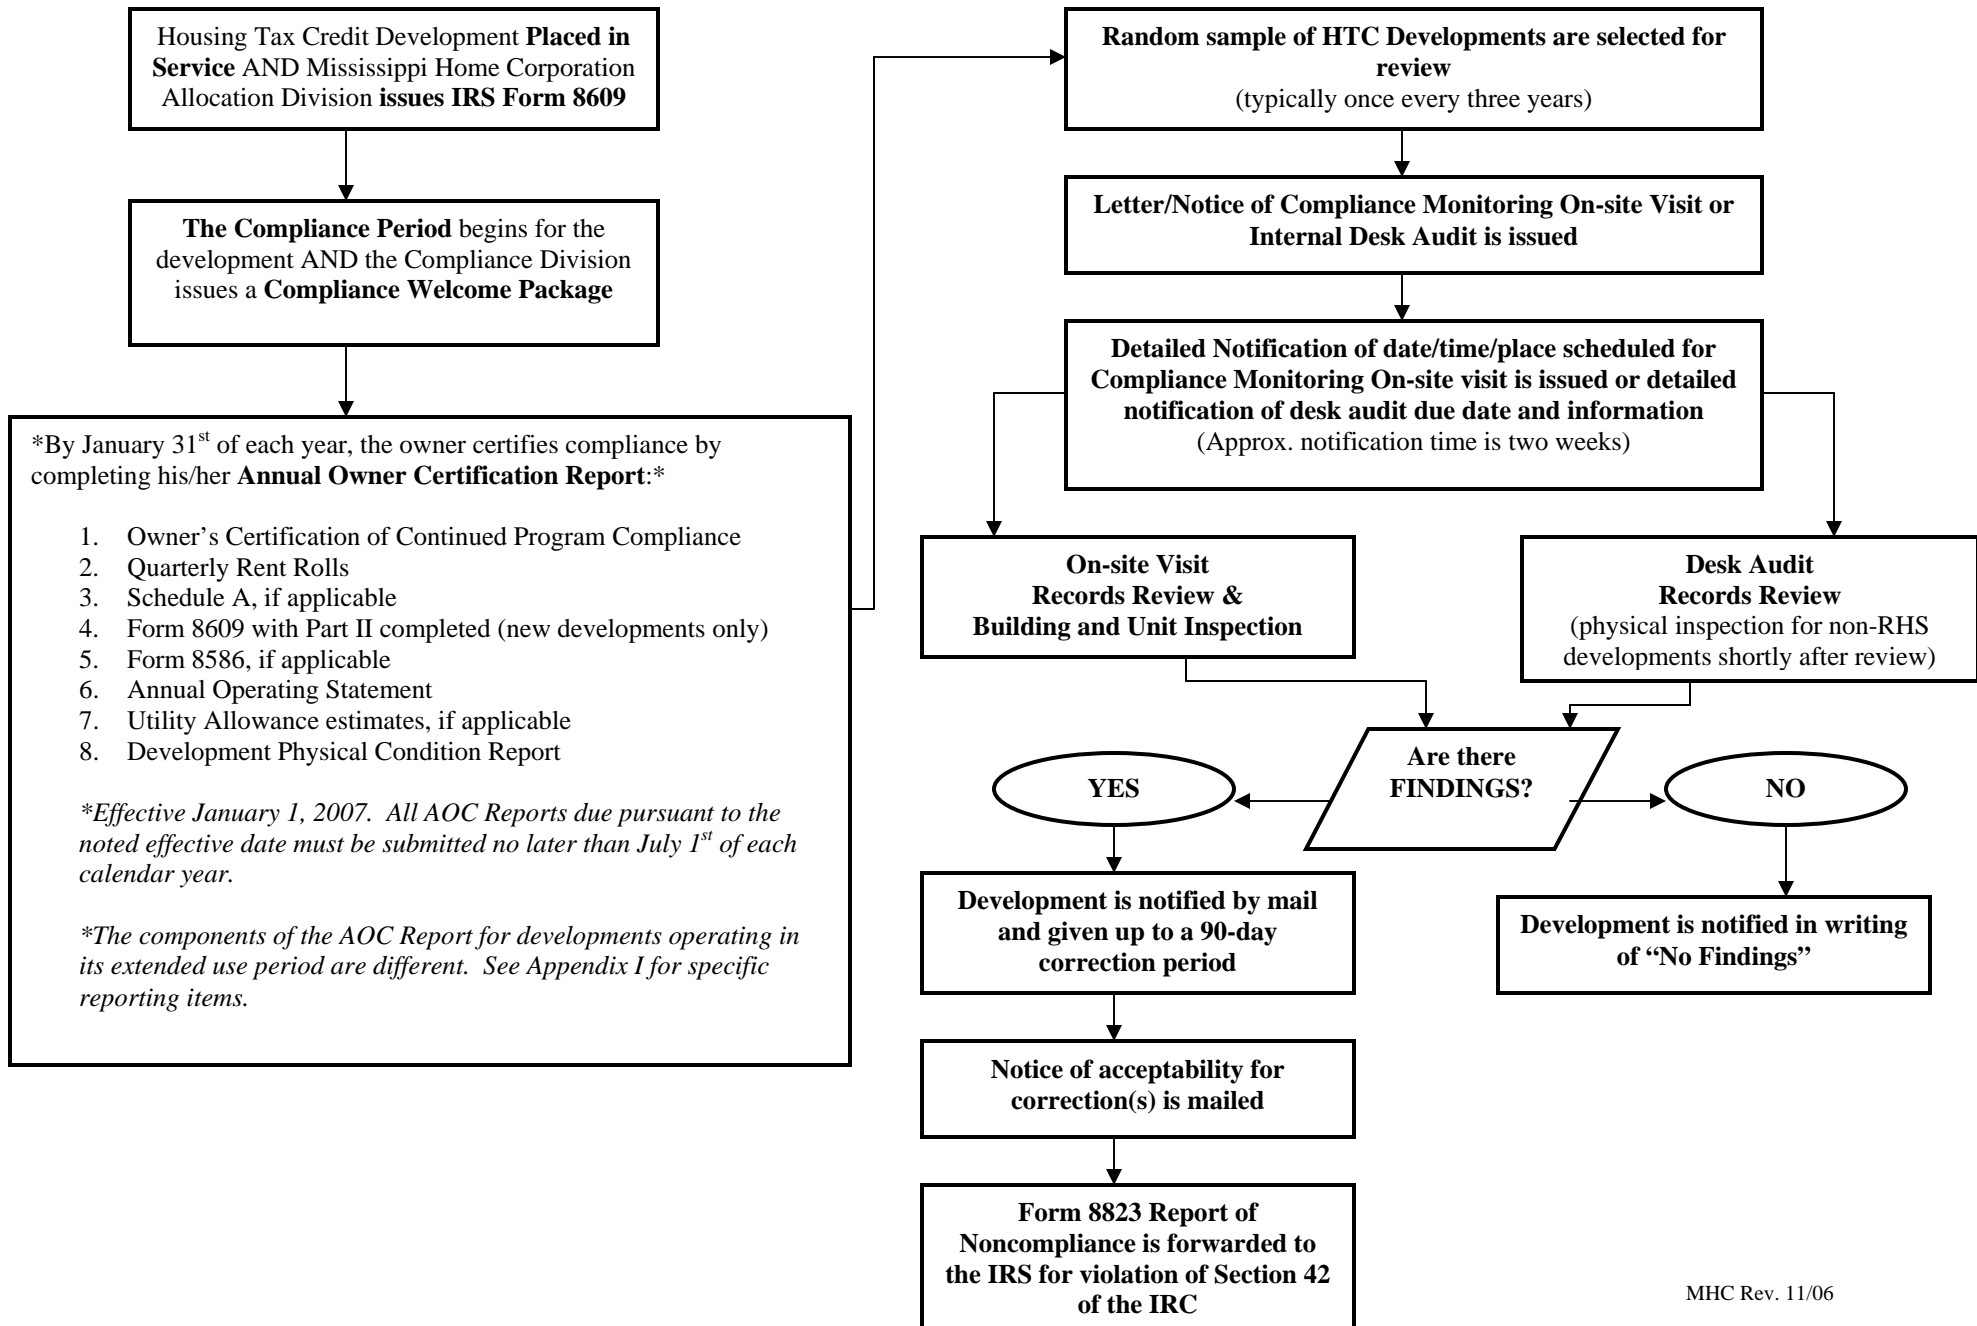 Housing Tax Credit Development Placed in
Service AND Mississippi Home Corporation
Allocation Division issues IRS Form 8609
The Compliance Period begins for the
development AND the Compliance Division
issues a Compliance Welcome Package
*By January 31st of each year, the owner certifies compliance by
completing his/her Annual Owner Certification Report:*
1. Owner’s Certification of Continued Program Compliance
2. Quarterly Rent Rolls
3. Schedule A, if applicable
4. Form 8609 with Part II completed (new developments only)
5. Form 8586, if applicable
6. Annual Operating Statement
7. Utility Allowance estimates, if applicable
8. Development Physical Condition Report
*Effective January 1, 2007. All AOC Reports due pursuant to the
noted effective date must be submitted no later than July 1st of each
calendar year.
*The components of the AOC Report for developments operating in
its extended use period are different. See Appendix I for specific
reporting items.
Random sample of HTC Developments are selected for
review
(typically once every three years)
Letter/Notice of Compliance Monitoring On-site Visit or
Internal Desk Audit is issued
Detailed Notification of date/time/place scheduled for
Compliance Monitoring On-site visit is issued or detailed
notification of desk audit due date and information
(Approx. notification time is two weeks)
On-site Visit
Records Review &
Building and Unit Inspection
Desk Audit
Records Review
(physical inspection for non-RHS
developments shortly after review)
Are there
FINDINGS?
YES
NO
Development is notified by mail
and given up to a 90-day
correction period
Development is notified in writing
of “No Findings”
Notice of acceptability for
correction(s) is mailed
Form 8823 Report of
Noncompliance is forwarded to
the IRS for violation of Section 42
of the IRC
MHC Rev. 11/06